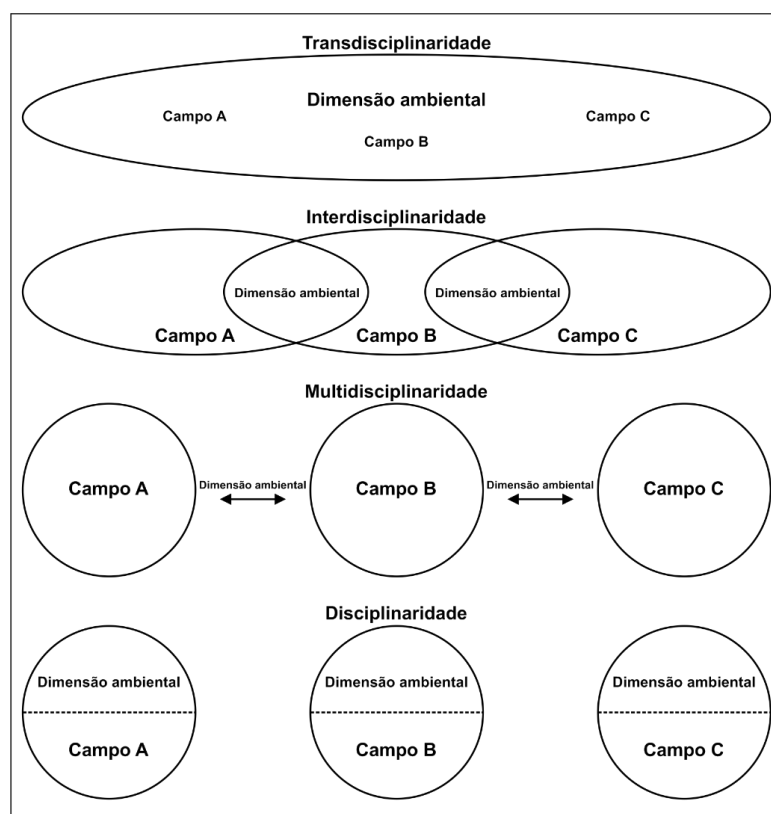 Transdisciplinaridade
Dimensão ambiental
Campo A
Campo C
Campo B
Interdisciplinaridade
Dimensão ambiental
Dimensão ambiental
Campo A
Campo B
Campo C
Multidisciplinaridade
Campo A
Dimensão ambiental
Campo B
Dimensão ambiental
Campo C
Disciplinaridade
Dimensão ambiental
Dimensão ambiental
Dimensão ambiental
Campo A
Campo B
Campo C